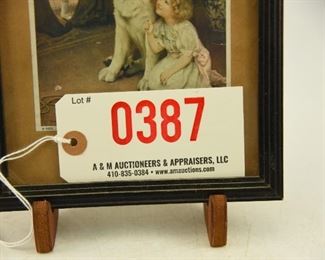 Lot #
0387
A & M AUCTIONEERS & APPRAISERS, LLC
410-835-0384 • www.amauctions.com